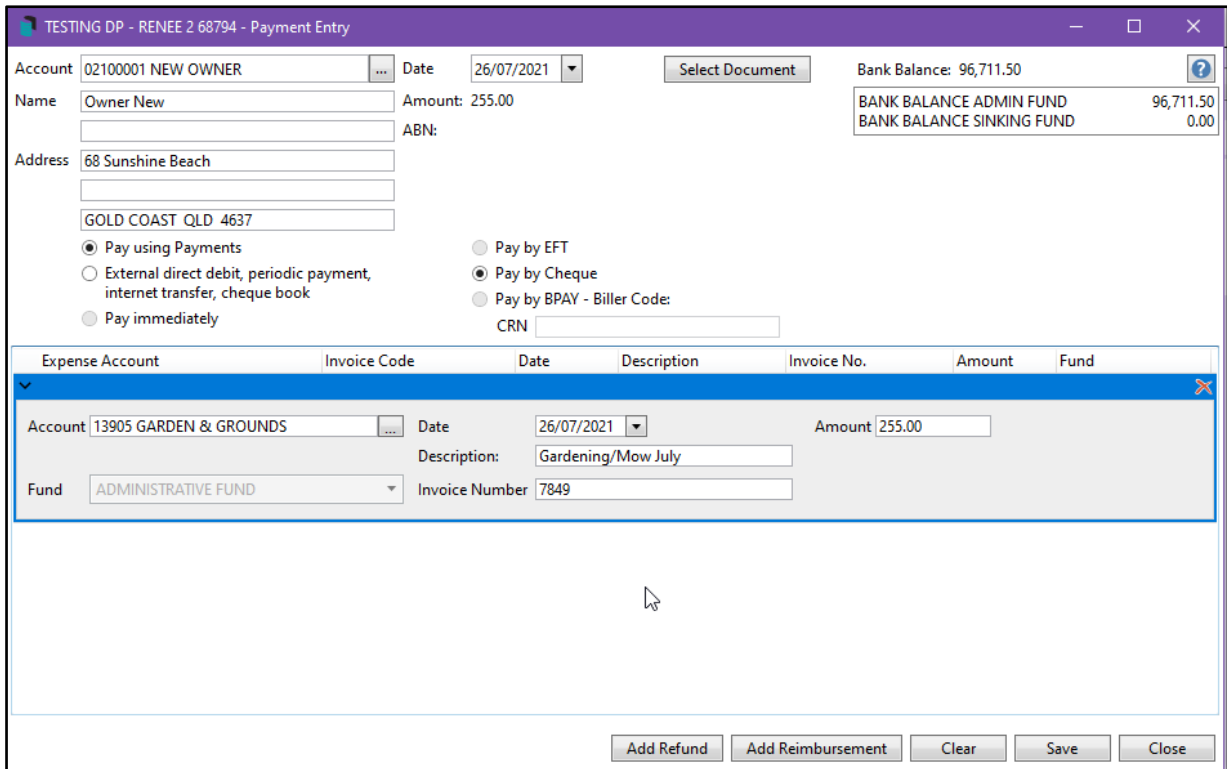 TESTING DP - RENEE 2 68794 - Payment Entry
Account 02100001 NEW OWNER ... Date 26/07/2021 Select Document Bank Balance: 96,711.50 ?
Name Owner New Amount: 255.00 BANK BALANCE ADMIN FUND 96,711.50
ABN: BANK BALANCE SINKING FUND 0.00
Address 68 Sunshine Beach
GOLD COAST QLD 4637
Pay using Payments Pay by EFT
External direct debit, periodic payment, Pay by Cheque
internet transfer, cheque book Pay by BPAY - Biller Code:
Pay immediately CRN
Expense Account Invoice Code Date Description Invoice No. Amount Fund
Account 13905 GARDEN & GROUNDS ... Date 26/07/2021 Amount 255.00
Description: Gardening/Mow July
Fund ADMINISTRATIVE FUND Invoice Number 7849
Add Refund Add Reimbursement Clear Save Close